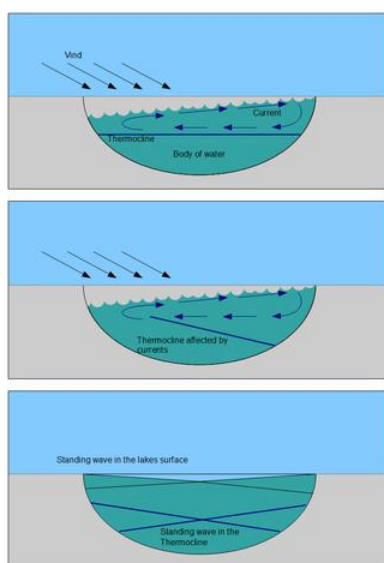 Vind
Current
Thermocline
Body of water
Thermocline affected by
currents
Standing wave in the lakes surface
Standing wave in the
Thermocline